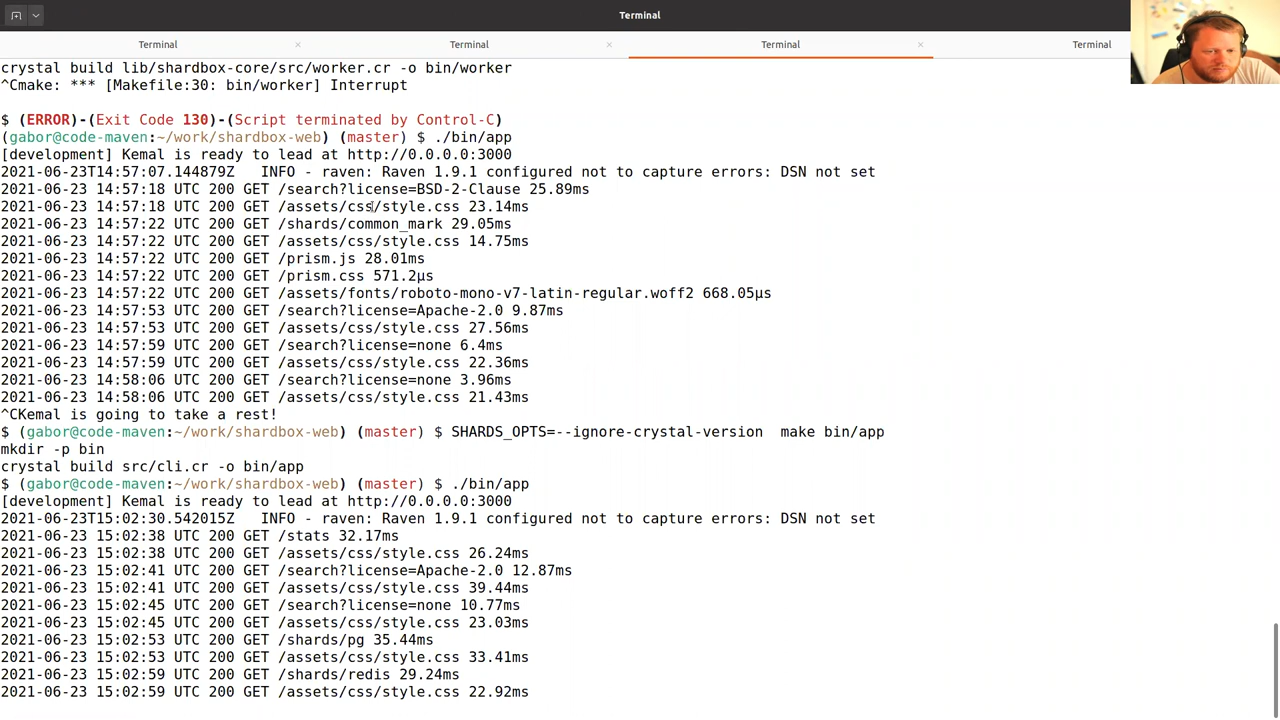 Terminal
Terminal
Terminal
Terminal
Terminal
crystal build lib/shardbox-core/src/worker.cr -o bin/worker
^Cmake: *** [Makefile:30: bin/worker] Interrupt
$ (ERROR)-(Exit Code 130)-(Script terminated by Control-C)
(gabor@code-maven:~/work/shardbox-web) (master) $ ./bin/app
[development] Kemal is ready to lead at http://0.0.0.0:3000
2021-06-23T14:57:07.144879Z   INFO - raven: Raven 1.9.1 configured not to capture errors: DSN not set
2021-06-23 14:57:18 UTC 200 GET /search?license=BSD-2-Clause 25.89ms
2021-06-23 14:57:18 UTC 200 GET /assets/css/style.css 23.14ms
2021-06-23 14:57:22 UTC 200 GET /shards/common_mark 29.05ms
2021-06-23 14:57:22 UTC 200 GET /assets/css/style.css 14.75ms
2021-06-23 14:57:22 UTC 200 GET /prism.js 28.01ms
2021-06-23 14:57:22 UTC 200 GET /prism.css 571.2µs
2021-06-23 14:57:22 UTC 200 GET /assets/fonts/roboto-mono-v7-latin-regular.woff2 668.05µs
2021-06-23 14:57:53 UTC 200 GET /search?license=Apache-2.0 9.87ms
2021-06-23 14:57:53 UTC 200 GET /assets/css/style.css 27.56ms
2021-06-23 14:57:59 UTC 200 GET /search?license=none 6.4ms
2021-06-23 14:57:59 UTC 200 GET /assets/css/style.css 22.36ms
2021-06-23 14:58:06 UTC 200 GET /search?license=none 3.96ms
2021-06-23 14:58:06 UTC 200 GET /assets/css/style.css 21.43ms
^CKemal is going to take a rest!
$ (gabor@code-maven:~/work/shardbox-web) (master) $ SHARDS_OPTS=--ignore-crystal-version  make bin/app
mkdir -p bin
crystal build src/cli.cr -o bin/app
$ (gabor@code-maven:~/work/shardbox-web) (master) $ ./bin/app
[development] Kemal is ready to lead at http://0.0.0.0:3000
2021-06-23T15:02:30.542015Z   INFO - raven: Raven 1.9.1 configured not to capture errors: DSN not set
2021-06-23 15:02:38 UTC 200 GET /stats 32.17ms
2021-06-23 15:02:38 UTC 200 GET /assets/css/style.css 26.24ms
2021-06-23 15:02:41 UTC 200 GET /search?license=Apache-2.0 12.87ms
2021-06-23 15:02:41 UTC 200 GET /assets/css/style.css 39.44ms
2021-06-23 15:02:45 UTC 200 GET /search?license=none 10.77ms
2021-06-23 15:02:45 UTC 200 GET /assets/css/style.css 23.03ms
2021-06-23 15:02:53 UTC 200 GET /shards/pg 35.44ms
2021-06-23 15:02:53 UTC 200 GET /assets/css/style.css 33.41ms
2021-06-23 15:02:59 UTC 200 GET /shards/redis 29.24ms
2021-06-23 15:02:59 UTC 200 GET /assets/css/style.css 22.92ms